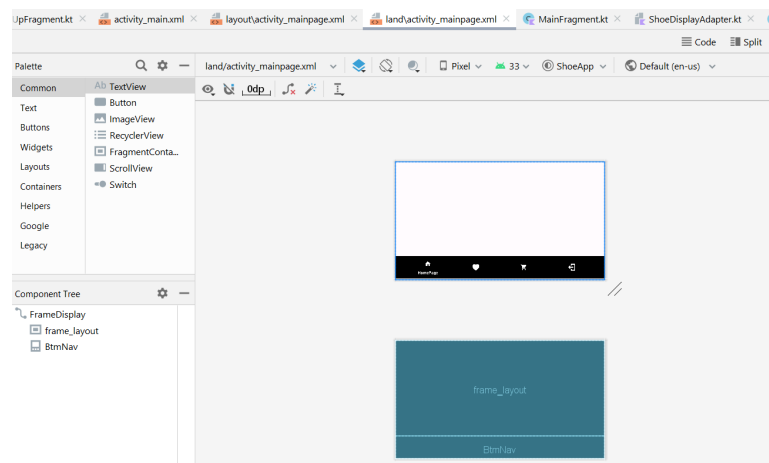 UpFragment.kt activity_main.xml layout\activity_mainpage.xml land\activity_mainpage.xml MainFragment.kt ShoeDisplayAdapter.kt
Code Split
Palette land/activity_mainpage.xml Pixel 33 ShoeApp Default (en-us)
Common Ab TextView 0dp
Text Button
Buttons ImageView
Widgets RecyclerView
Layouts FragmentConta...
Containers ScrollView
Helpers Switch
Google
Legacy
HomePage
Component Tree
FrameDisplay
frame_layout
BtmNav
frame_layout
BtmNav